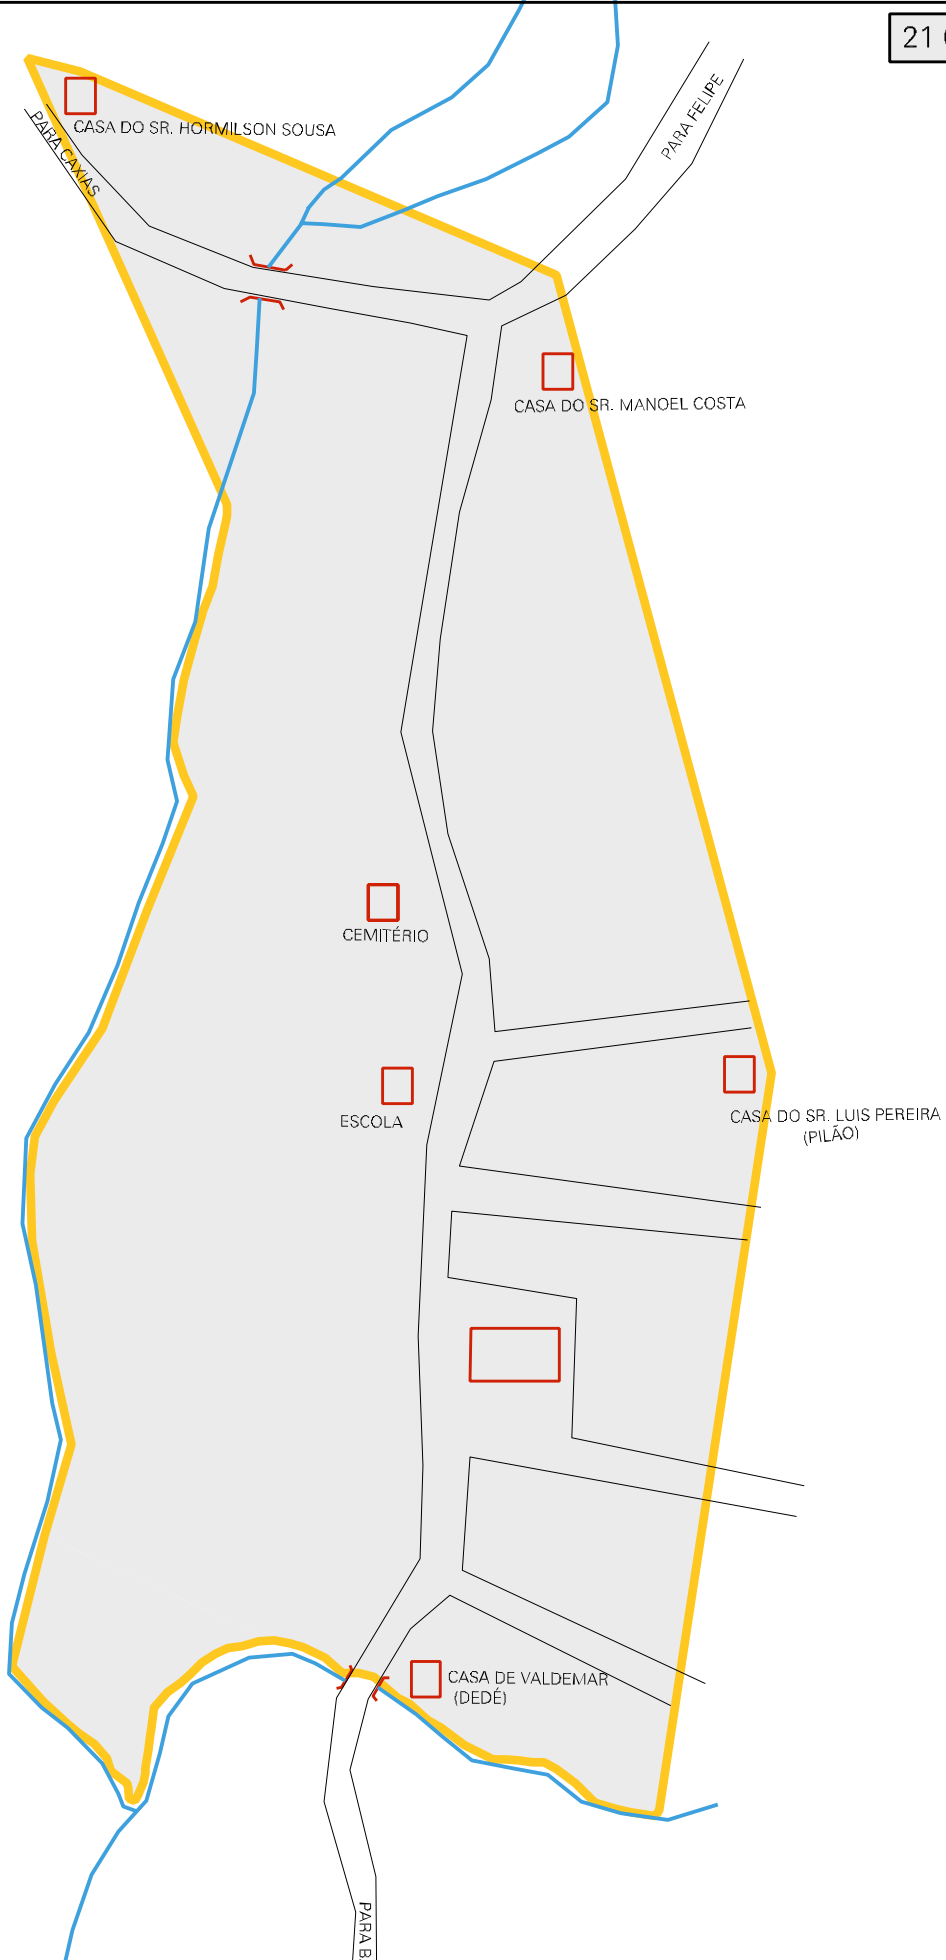 21
PARA FELIPE
CASA DO SR. HORMILSON SOUSA
PARA CAXIAS
CASA DO SR. MANOEL COSTA
CEMITÉRIO
ESCOLA
CASA DO SR. LUIS PEREIRA
(PILÃO)
CASA DE VALDEMAR
(DEDÉ)
PARA B